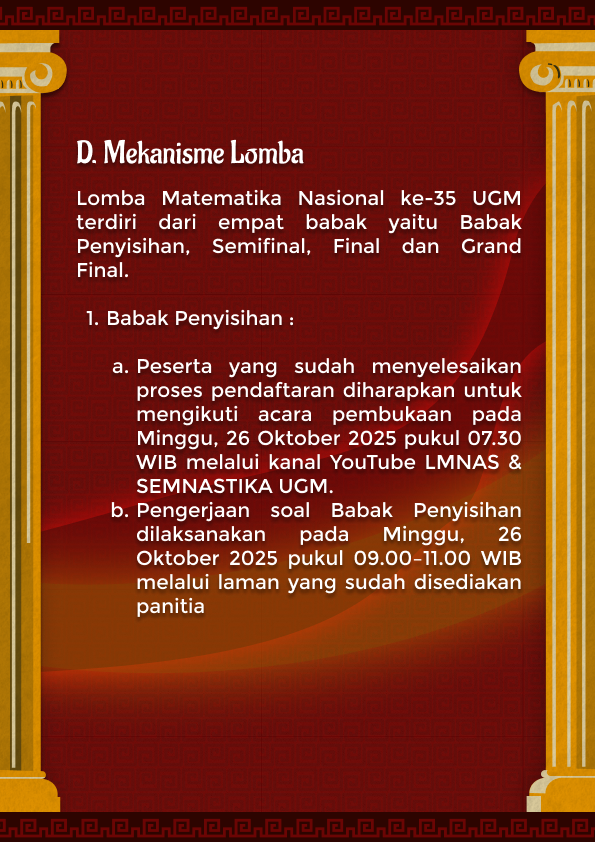 D. Mekanisme Lomba
Lomba Matematika Nasional ke-35 UGM
terdiri dari empat babak yaitu Babak
Penyisihan, Semifinal, Final dan Grand
Final.
1. Babak Penyisihan :
a. Peserta yang sudah menyelesaikan
proses pendaftaran diharapkan untuk
mengikuti acara pembukaan pada
Minggu, 26 Oktober 2025 pukul 07.30
WIB melalui kanal YouTube LMNAS &
SEMNASTIKA UGM.
b. Pengerjaan soal Babak Penyisihan
dilaksanakan pada Minggu, 26
Oktober 2025 pukul 09.00–11.00 WIB
melalui laman yang sudah disediakan
panitia